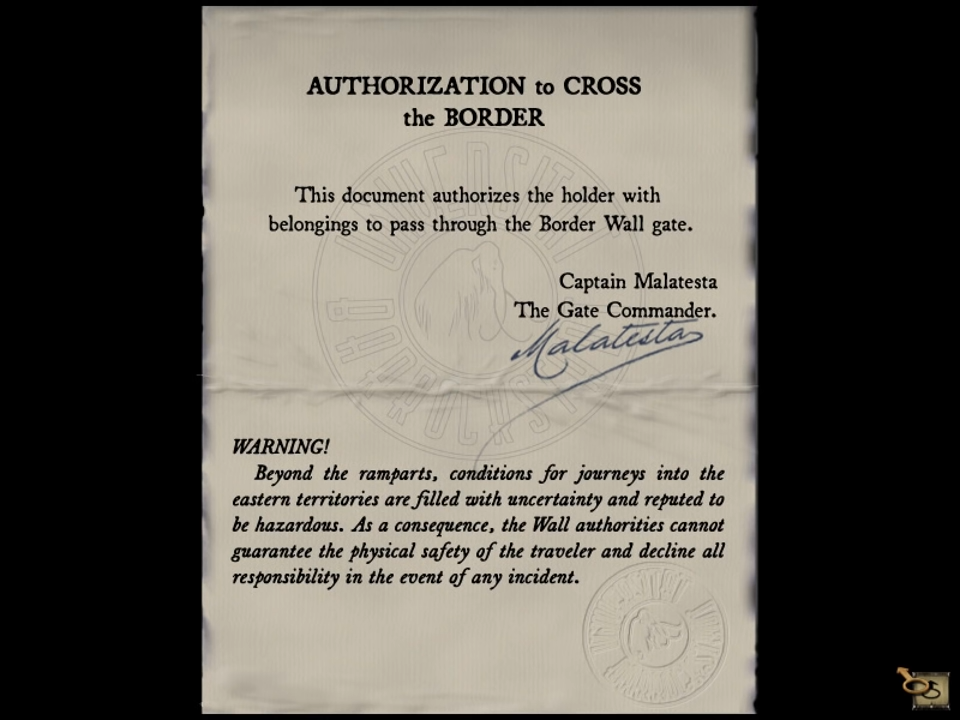 AUTHORIZATION to CROSS
the BORDER
This document authorizes the holder with
belongings to pass through the Border Wall gate.
Captain Malatesta
The Gate Commander.
Malatesta
WARNING!
Beyond the ramparts, conditions for journeys into the
eastern territories are filled with uncertainty and reputed to
be hazardous. As a consequence, the Wall authorities cannot
guarantee the physical safety of the traveler and decline all
responsibility in the event of any incident.